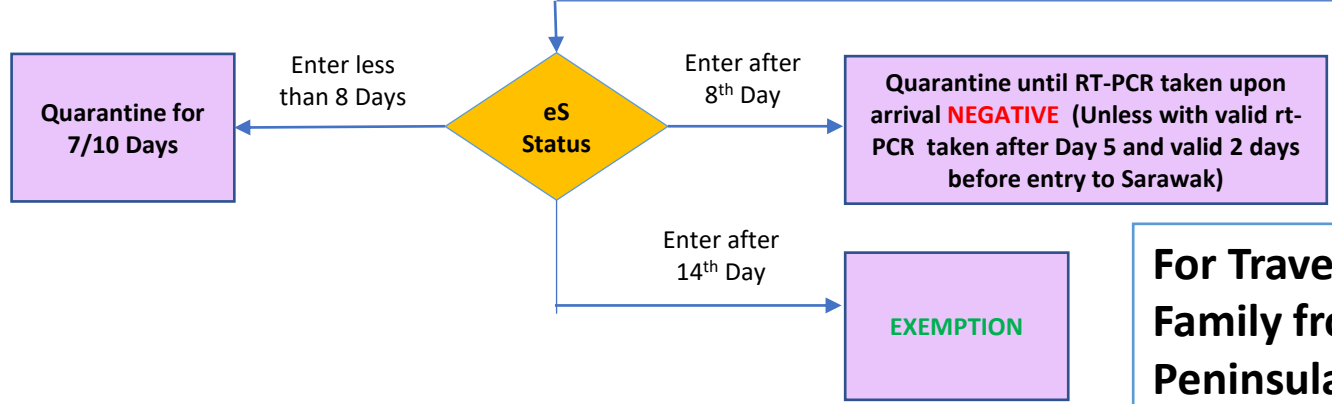 Enter less
than 8 Days
Enter after
8th Day
Quarantine for
7/10 Days
eS
Status
Quarantine until RT-PCR taken upon
arrival NEGATIVE (Unless with valid rt-
PCR taken after Day 5 and valid 2 days
before entry to Sarawak)
Enter after
14th Day
EXEMPTION
For Trave
Family fr
Peninsula